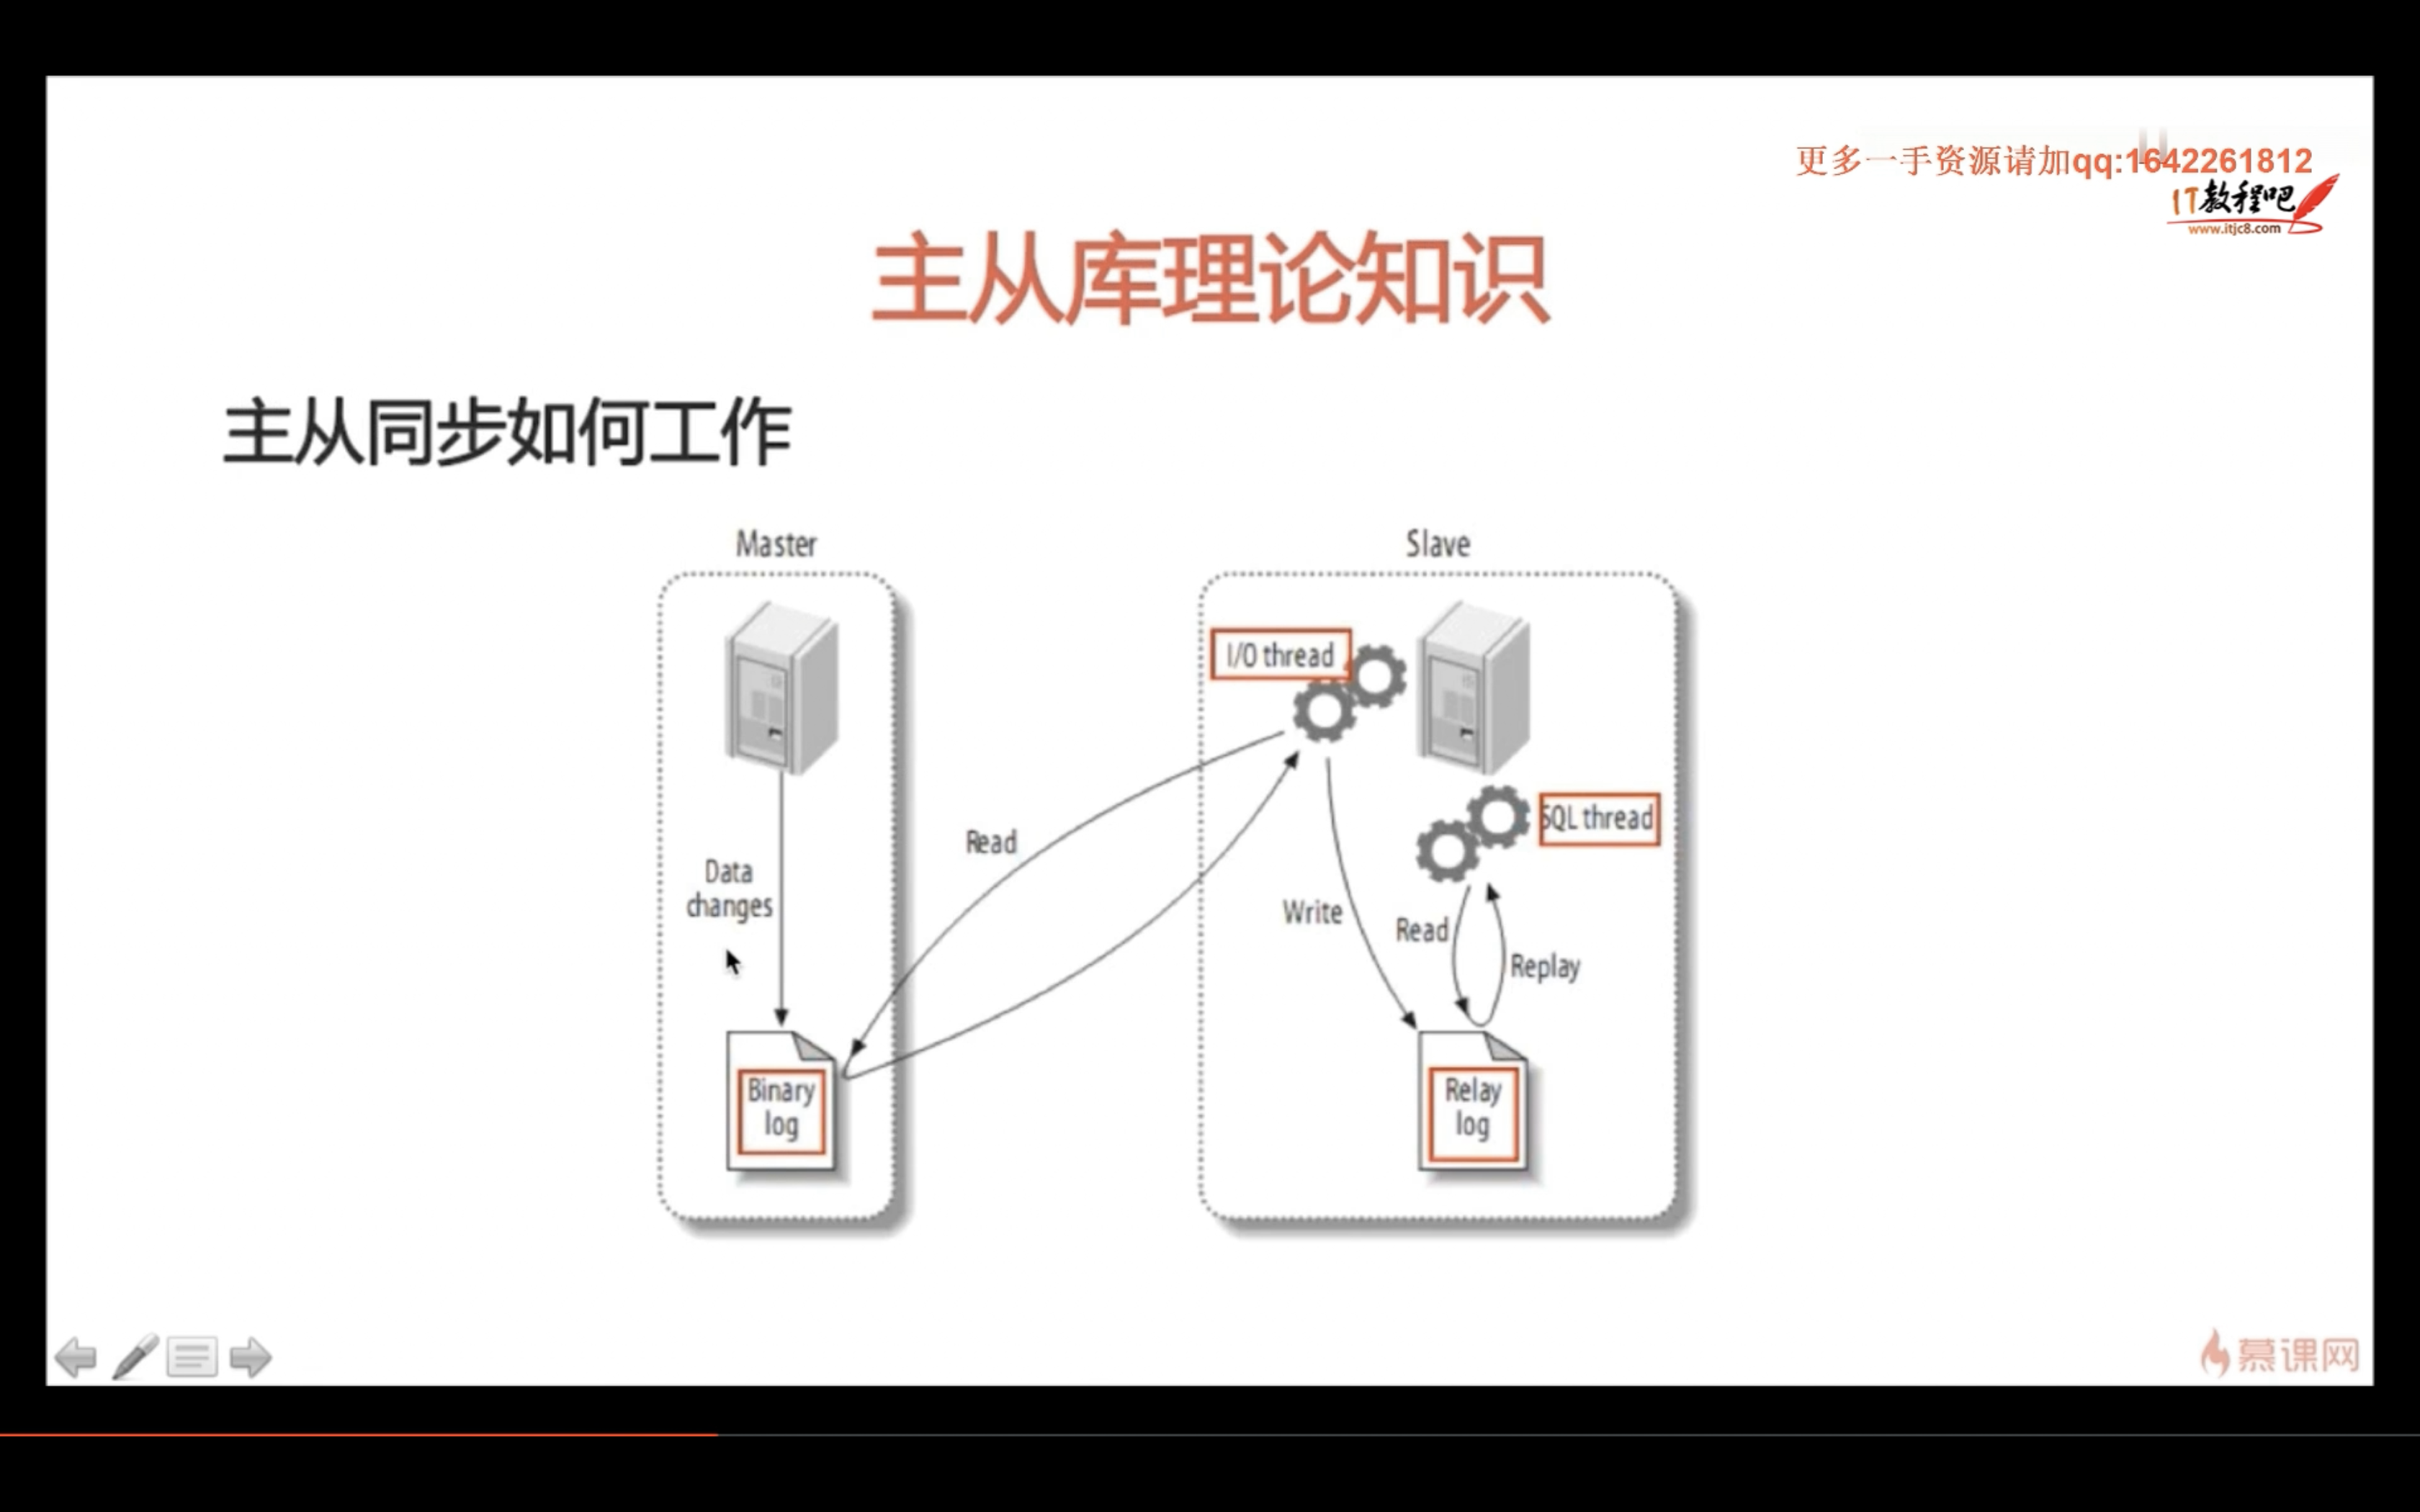 更多一手资源请加qq:1642261812
IT教程吧
www.itjc8.com
主从库理论知识
主从同步如何工作
Master
Slave
I/O thread
SQL thread
Read
Data
changes
Write
Read
Replay
Binary
log
Relay
log
慕课网